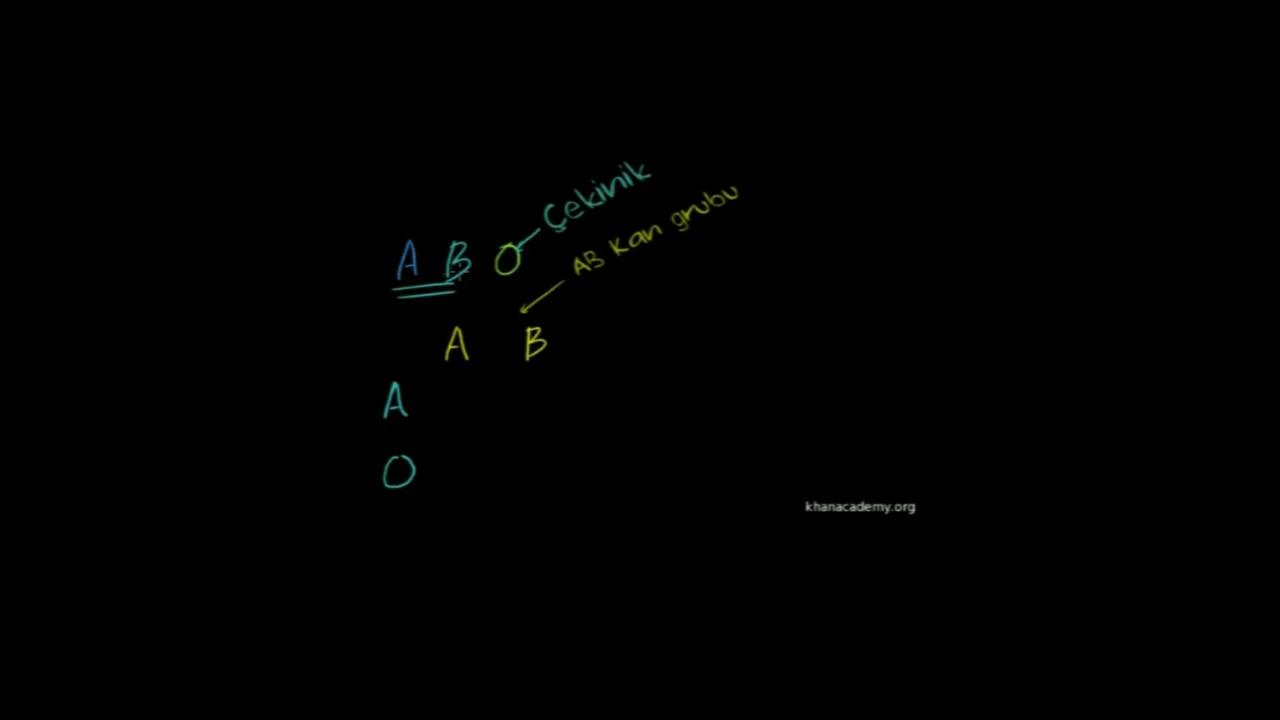 Çekinik
A B O
AB Kan grubu
A B
A
O
khanacademy.org